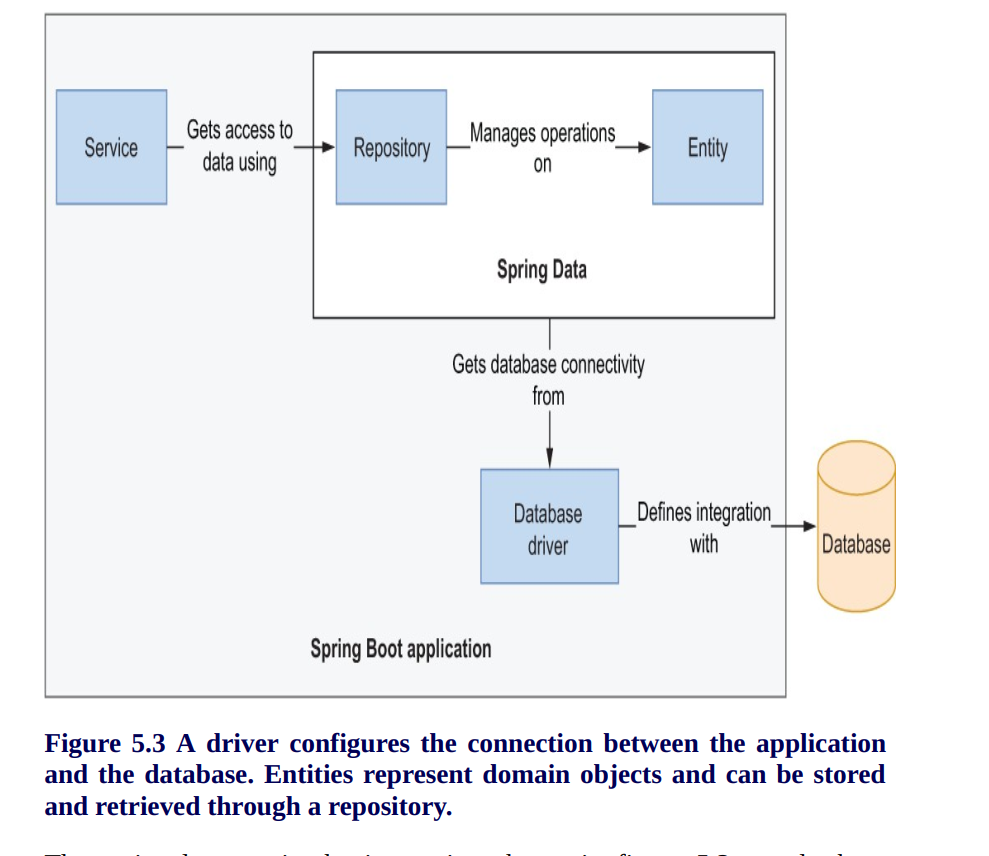 Service
Gets access to
data using
Repository
Manages operations
on
Entity
Spring Data
Gets database connectivity
from
Database
driver
Defines integration
with
Database
Spring Boot application
Figure 5.3 A driver configures the connection between the application
and the database. Entities represent domain objects and can be stored
and retrieved through a repository.